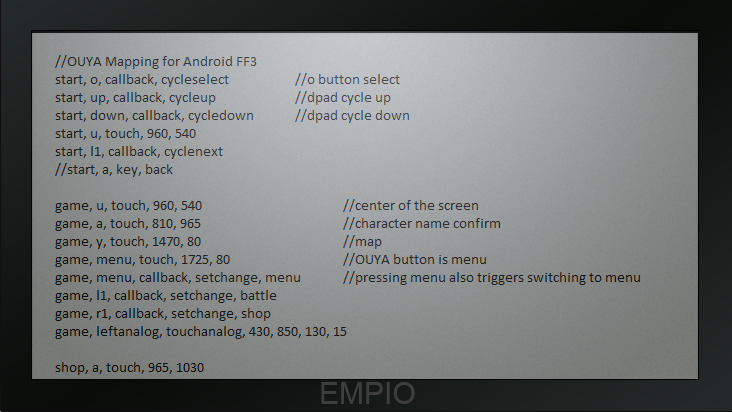 //OUYA Mapping for Android FF3
start, o, callback, cycleselect //o button select
start, up, callback, cycleup //dpad cycle up
start, down, callback, cycledown //dpad cycle down
start, u, touch, 960, 540
start, l1, callback, cyclenext
//start, a, key, back

game, u, touch, 960, 540 //center of the screen
game, a, touch, 810, 965 //character name confirm
game, y, touch, 1470, 80 //map
game, menu, touch, 1725, 80 //OUYA button is menu
game, menu, callback, setchange, menu //pressing menu also triggers switching to menu
game, l1, callback, setchange, battle
game, r1, callback, setchange, shop
game, leftanalog, touchanalog, 430, 850, 130, 15

shop, a, touch, 965, 1030
EMPIO